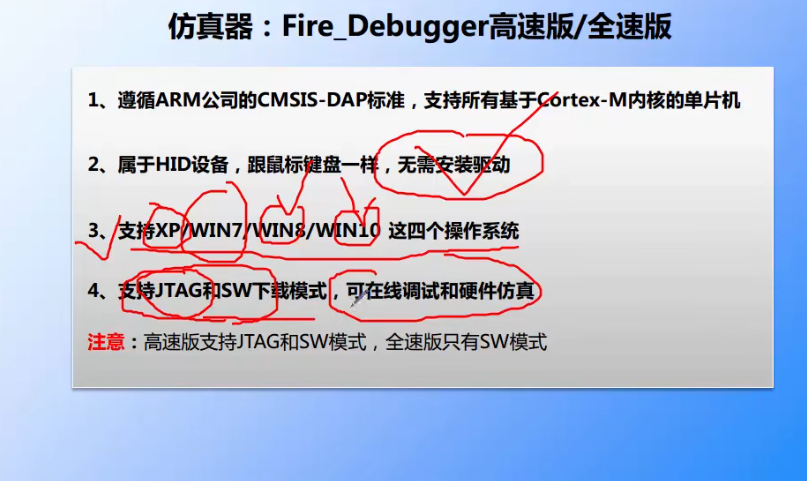 仿真器：Fire_Debugger高速版/全速版
1、遵循ARM公司的CMSIS-DAP标准，支持所有基于Cortex-M内核的单片机
2、属于HID设备，跟鼠标键盘一样，无需安装驱动
3、支持XP/WIN7/WIN8/WIN10 这四个操作系统
4、支持JTAG和SW下载模式，可在线调试和硬件仿真
注意：高速版支持JTAG和SW模式，全速版只有SW模式